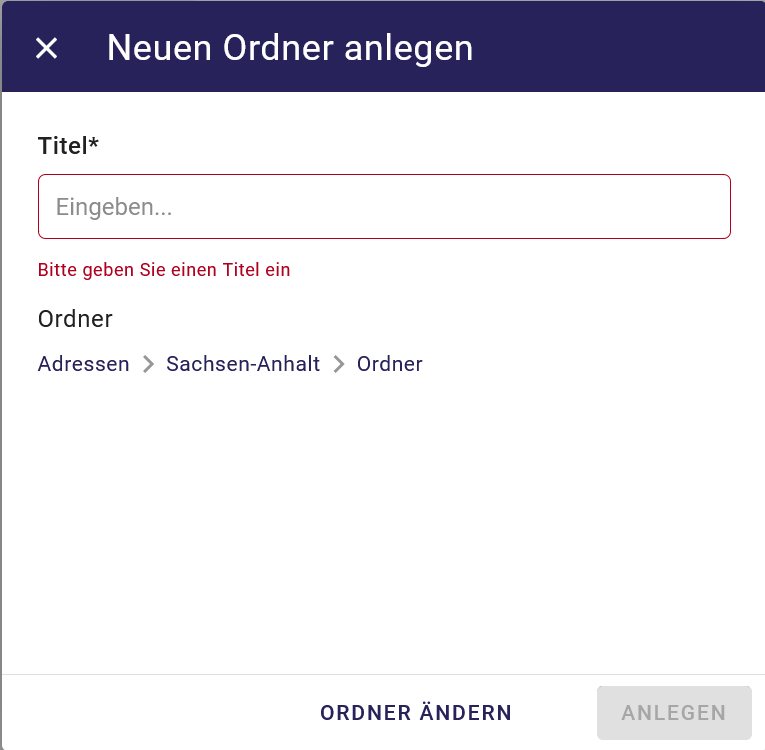 Neuen Ordner anlegen
Titel*
Eingeben...
Bitte geben Sie einen Titel ein
Ordner
Adressen > Sachsen-Anhalt > Ordner
ORDNER ÄNDERN ANLEGEN